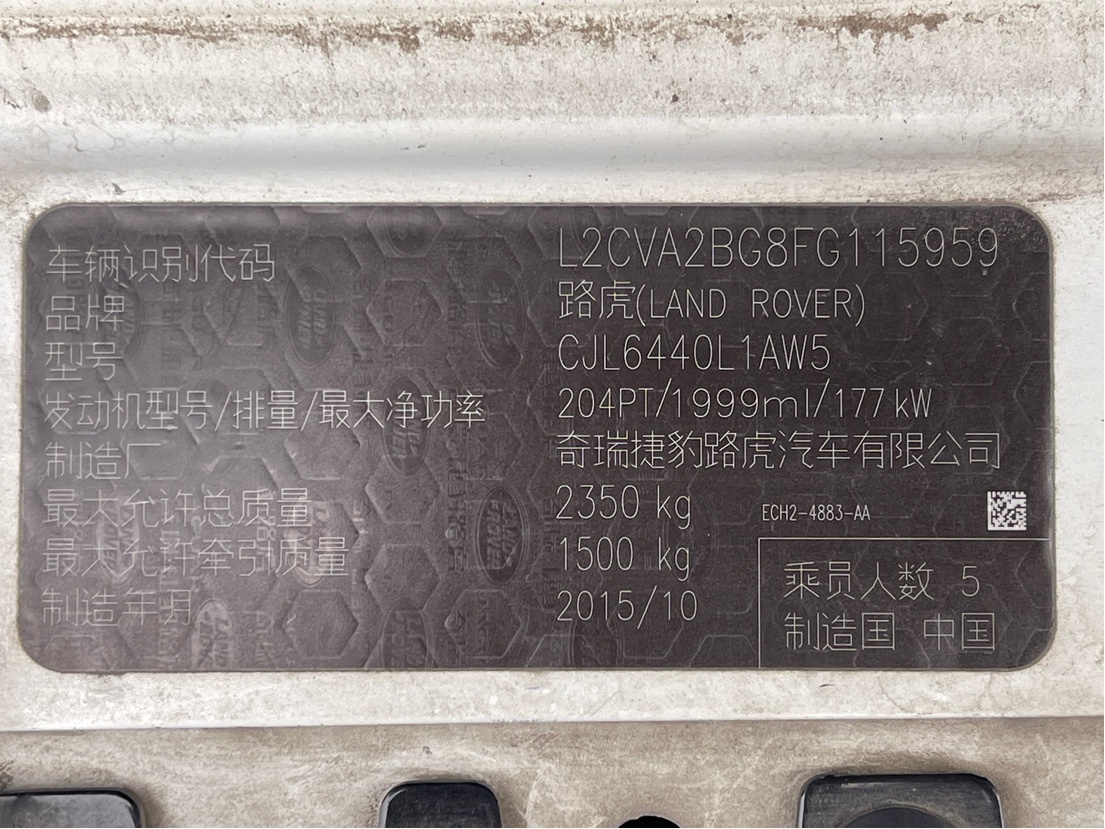 车辆识别代码 L2CVA2BG8FG115959
品牌 路虎(LAND ROVER)
型号 CJL6440L1AW5
发动机型号/排量/最大净功率 204PT/1999ml/177kW
制造厂 奇瑞捷豹路虎汽车有限公司
最大允许总质量 2350 kg
ECH2-4883-AA
最大允许牵引质量 1500 kg
制造年月 2015/10
乘员人数 5
制造国 中国